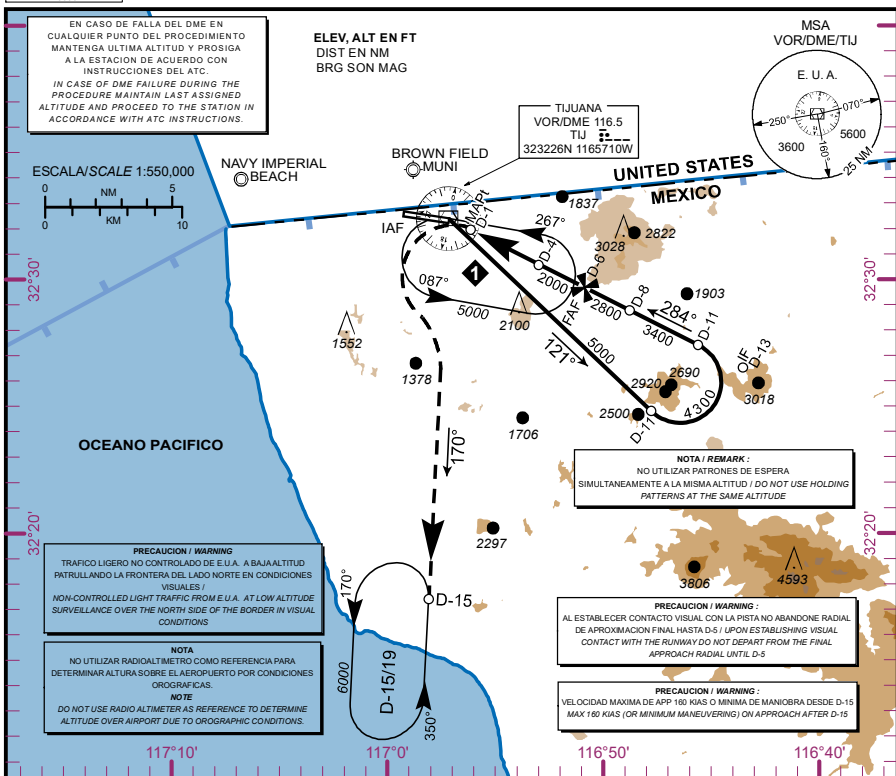 EN CASO DE FALLA DEL DME EN
CUALQUIER PUNTO DEL PROCEDIMIENTO
MANTENGA ULTIMA ALTITUD Y PROSIGA
A LA ESTACION DE ACUERDO CON
INSTRUCCIONES DEL ATC.
IN CASE OF DME FAILURE DURING THE
PROCEDURE MAINTAIN LAST ASSIGNED
ALTITUDE AND PROCEED TO THE STATION IN
ACCORDANCE WITH ATC INSTRUCTIONS.
ELEV, ALT EN FT
DIST EN NM
BRG SON MAG
MSA
VOR/DME/TIJ
E. U. A.
250°
070°
160°
3600
5600
25 NM
TIJUANA
VOR/DME 116.5
TIJ
323226N 1165710W
ESCALA/SCALE 1:550,000
0 NM 5
0 KM 10
NAVY IMPERIAL
BEACH
BROWN FIELD
MUNI
UNITED STATES
MEXICO
1837
IAF
MAPt
D-1
267°
3028
2822
D-4
D-6
2000
087°
1
5000
2100
FAF
2800
D-8
1903
284°
3400
D-11
32°30'
32°30'
1552
1378
121°
5000
IF
D-13
3018
2690
2920
4300
2500
D-11
1706
OCEANO PACIFICO
170°
NOTA / REMARK :
NO UTILIZAR PATRONES DE ESPERA
SIMULTANEAMENTE A LA MISMA ALTITUD / DO NOT USE HOLDING
PATTERNS AT THE SAME ALTITUDE
32°20'
32°20'
2297
3806
4593
PRECAUCION / WARNING
TRAFICO LIGERO NO CONTROLADO DE E.U.A. A BAJA ALTITUD
PATRULLANDO LA FRONTERA DEL LADO NORTE EN CONDICIONES
VISUALES /
NON-CONTROLLED LIGHT TRAFFIC FROM E.U.A. AT LOW ALTITUDE
SURVEILLANCE OVER THE NORTH SIDE OF THE BORDER IN VISUAL
CONDITIONS
170°
D-15
6000
D-15/19
350°
PRECAUCION / WARNING :
AL ESTABLECER CONTACTO VISUAL CON LA PISTA NO ABANDONE RADIAL
DE APROXIMACION FINAL HASTA D-5 / UPON ESTABLISHING VISUAL
CONTACT WITH THE RUNWAY DO NOT DEPART FROM THE FINAL
APPROACH RADIAL UNTIL D-5
NOTA
NO UTILIZAR RADIOALTIMETRO COMO REFERENCIA PARA
DETERMINAR ALTURA SOBRE EL AEROPUERTO POR CONDICIONES
OROGRAFICAS.
NOTE
DO NOT USE RADIO ALTIMETER AS REFERENCE TO DETERMINE
ALTITUDE OVER AIRPORT DUE TO OROGRAPHIC CONDITIONS.
PRECAUCION / WARNING :
VELOCIDAD MAXIMA DE APP 160 KIAS O MINIMA DE MANIOBRA DESDE D-15
MAX 160 KIAS (OR MINIMUM MANEUVERING) ON APPROACH AFTER D-15
117°10'
117°0'
116°50'
116°40'